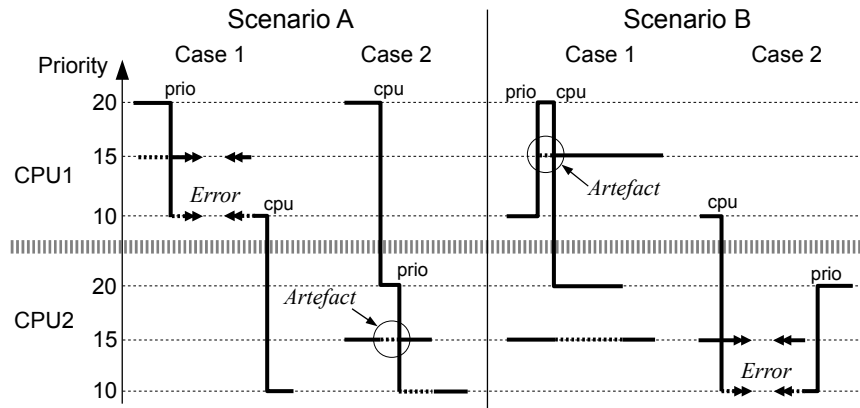 Scenario A Scenario B
Priority Case 1 Case 2 Case 1 Case 2
20 prio cpu prio cpu
CPU1 15 Artefact
Error
10 cpu cpu
20 prio prio
Artefact
CPU2 15
Error
10